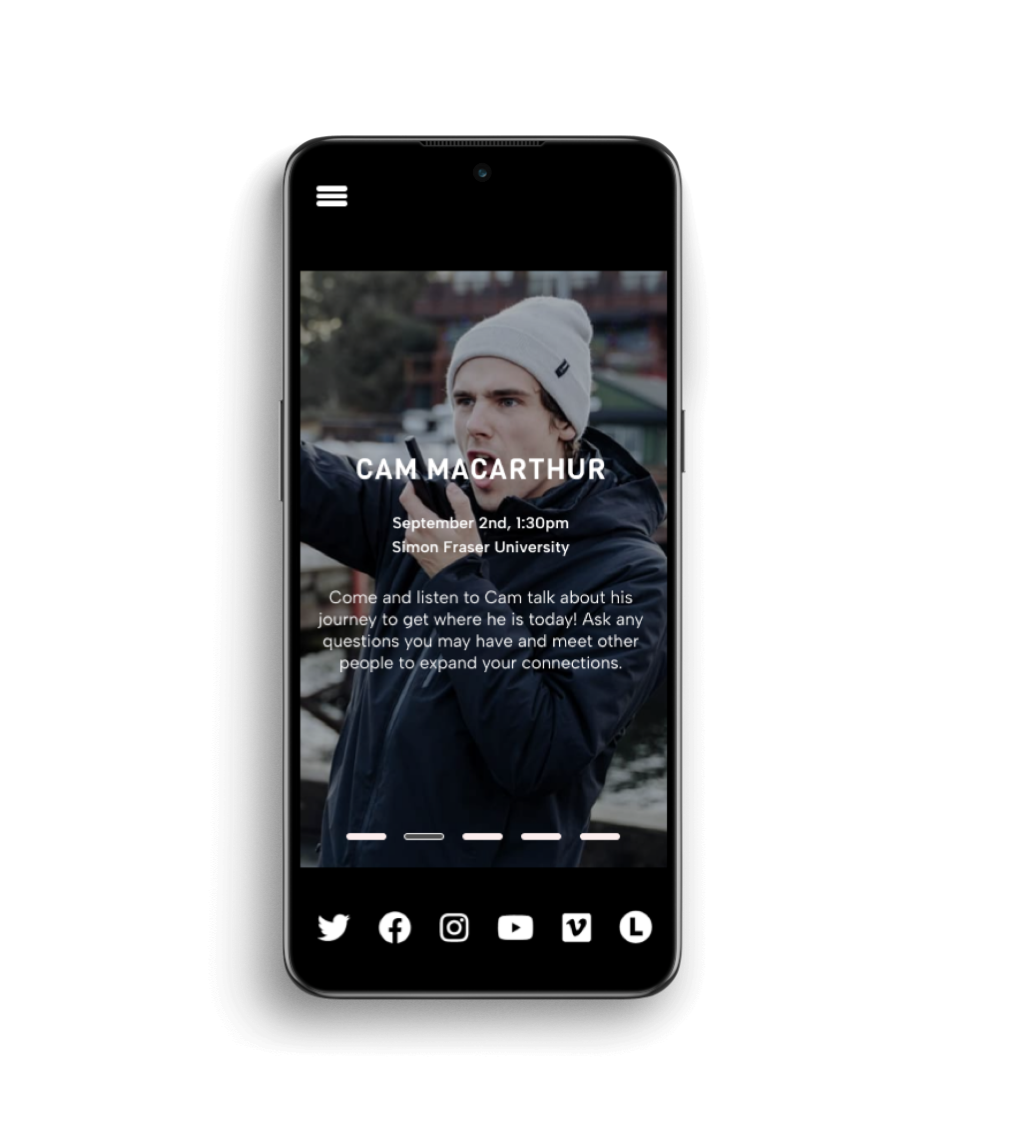 CAM MACARTHUR
September 2nd, 1:30pm
Simon Fraser University
Come and listen to Cam talk about his
journey to get where he is today! Ask any
questions you may have and meet other
people to expand your connections.
L